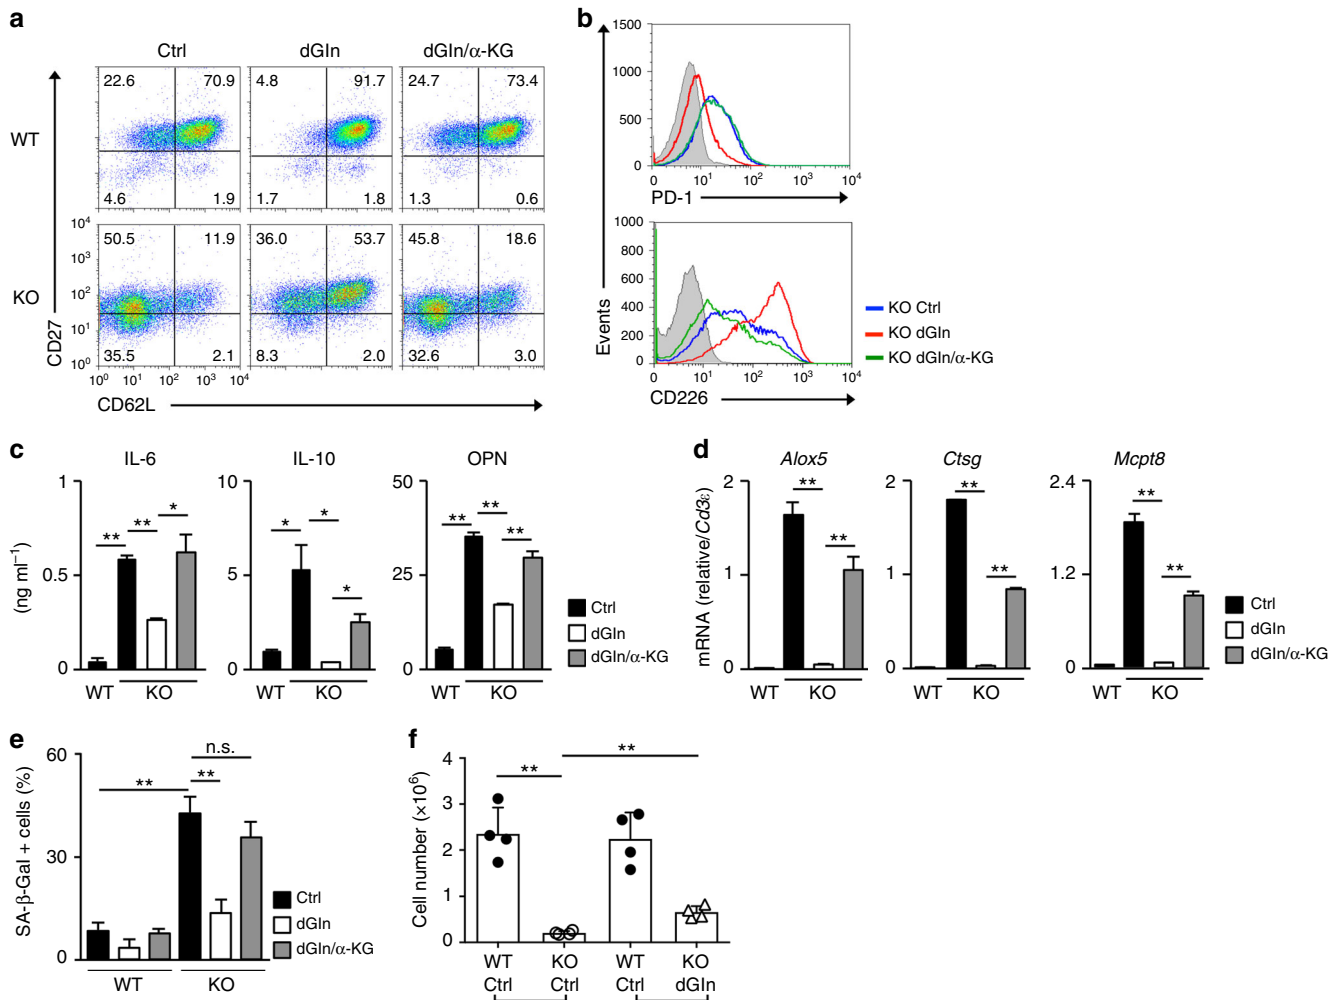 a
Ctrl dGln dGln/α-KG
WT
22.6 70.9
4.6 1.9
4.8 91.7
1.7 1.8
24.7 73.4
1.3 0.6
KO
CD27
10⁴
10³
10²
10¹
10⁰
50.5 11.9
35.5 2.1
36.0 53.7
8.3 2.0
45.8 18.6
32.6 3.0
10⁰ 10¹ 10² 10³ 10⁴
CD62L
b
1500
1000
500
0
0 10¹ 10² 10³ 10⁴
PD-1
1000
800
600
400
200
0
0 10¹ 10² 10³ 10⁴
CD226
Events
KO Ctrl
KO dGln
KO dGln/α-KG
c
IL-6 IL-10 OPN
(ng ml⁻¹)
1
0.5
0
** ** *
WT KO
10
5
0
* * *
WT KO
50
25
0
** ** **
WT KO
Ctrl
dGln
dGln/α-KG
d
Alox5 Ctsg Mcpt8
mRNA (relative/Cd3ε)
2
1
0
** **
WT KO
2
1
0
** **
WT KO
2.4
1.2
0
** **
WT KO
Ctrl
dGln
dGln/α-KG
e
SA-β-Gal + cells (%)
60
30
0
n.s.
** **
WT KO
Ctrl
dGln
dGln/α-KG
f
Cell number (×10⁶)
4
3
2
1
0
** **
WT KO WT KO
Ctrl Ctrl Ctrl dGln